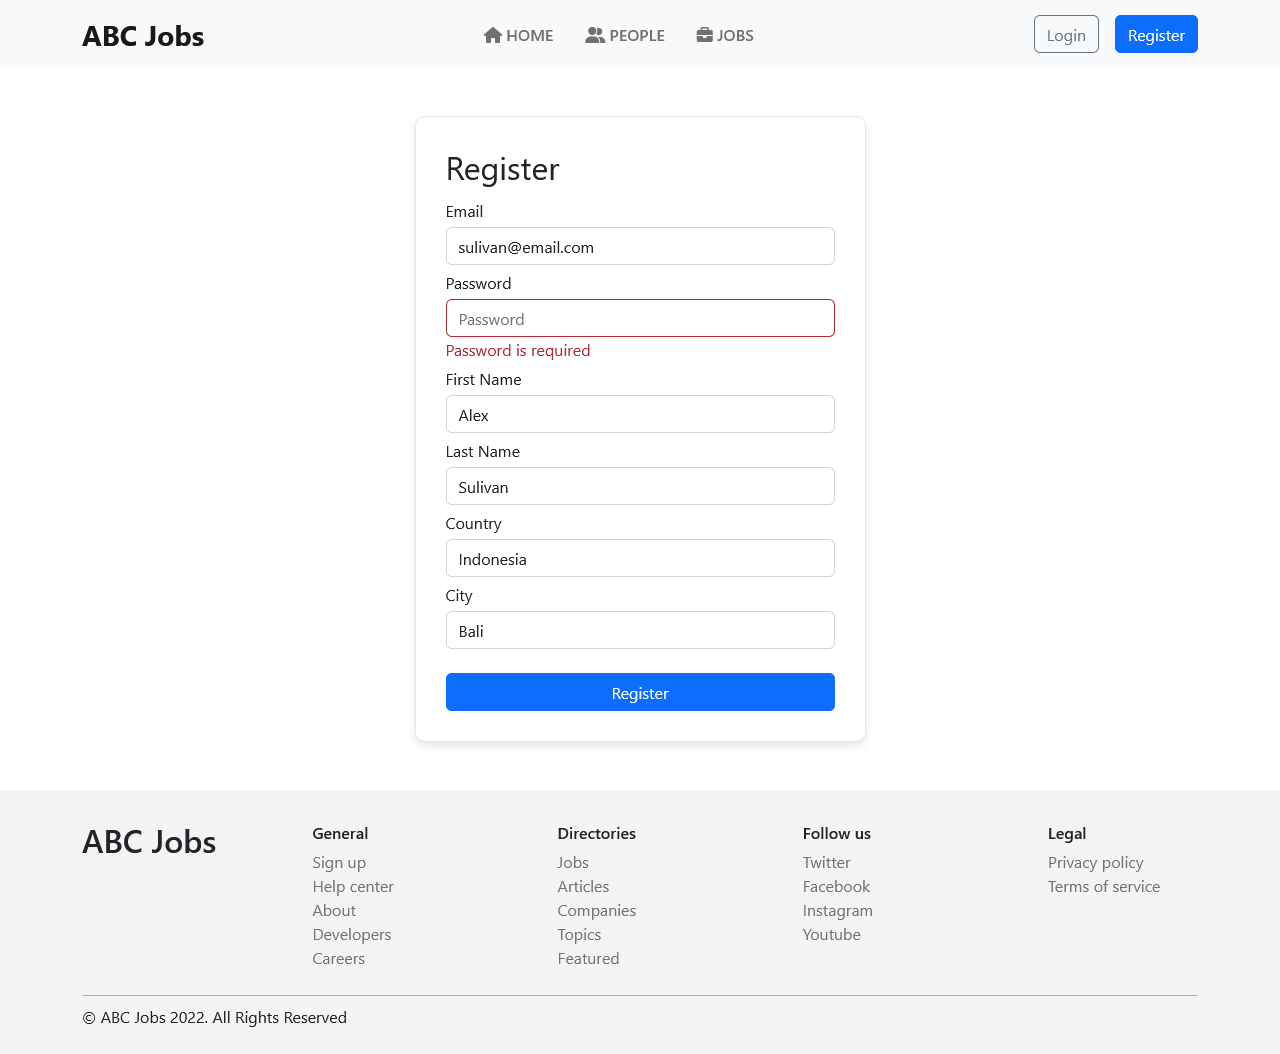 ABC Jobs
HOME
PEOPLE
JOBS
Login
Register
Register
Email
sulivan@email.com
Password
Password
Password is required
First Name
Alex
Last Name
Sulivan
Country
Indonesia
City
Bali
Register
ABC Jobs
General
Sign up
Help center
About
Developers
Careers
Directories
Jobs
Articles
Companies
Topics
Featured
Follow us
Twitter
Facebook
Instagram
Youtube
Legal
Privacy policy
Terms of service
© ABC Jobs 2022. All Rights Reserved